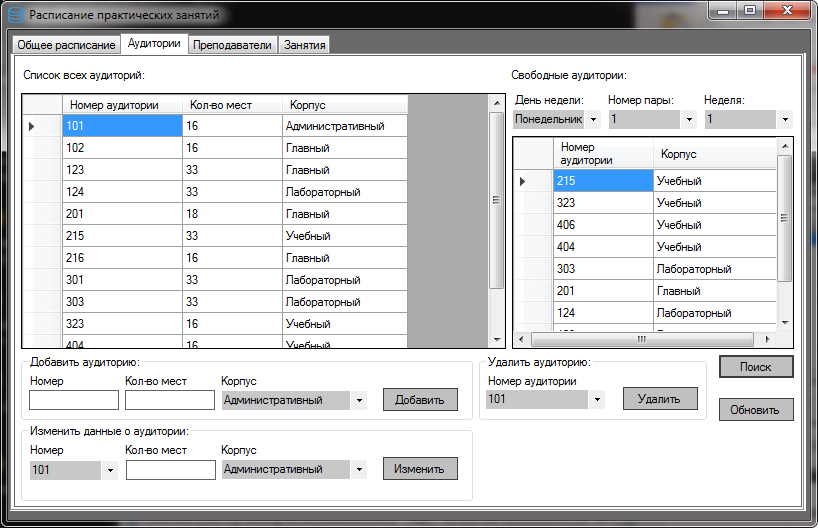 Расписание практических занятий
Общее расписание Аудитории Преподаватели Занятия
Список всех аудиторий:
Номер аудитории Кол-во мест Корпус
101 16 Административный
102 16 Главный
123 33 Главный
124 33 Лабораторный
201 18 Главный
215 33 Учебный
216 16 Главный
301 33 Лабораторный
303 33 Лабораторный
323 16 Учебный
404 16 Учебный
Свободные аудитории:
День недели: Номер пары: Неделя:
Понедельник 1 1
Номер
аудитории Корпус
215 Учебный
323 Учебный
406 Учебный
404 Учебный
303 Лабораторный
201 Главный
124 Лабораторный
Добавить аудиторию:
Номер Кол-во мест Корпус
Административный Добавить
Удалить аудиторию:
Номер аудитории
101 Удалить
Поиск
Обновить
Изменить данные о аудитории:
Номер Кол-во мест Корпус
101 Административный Изменить